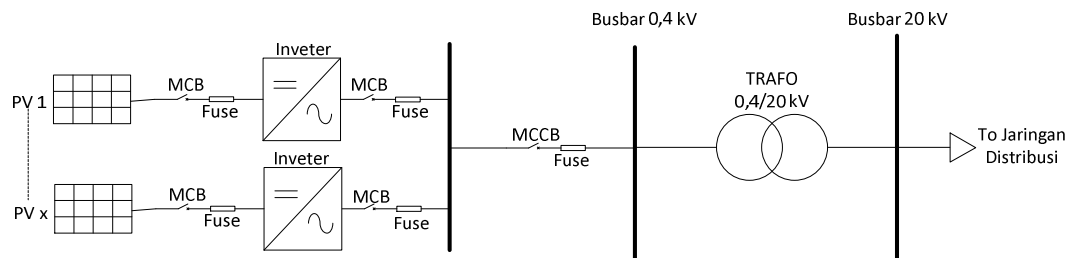 Busbar 0,4 kV
Busbar 20 kV
Inveter
MCB
MCB
TRAFO
0,4/20 kV
PV 1
Fuse
Fuse
MCCB
Fuse
To Jaringan
Distribusi
Inveter
MCB
MCB
PV x
Fuse
Fuse